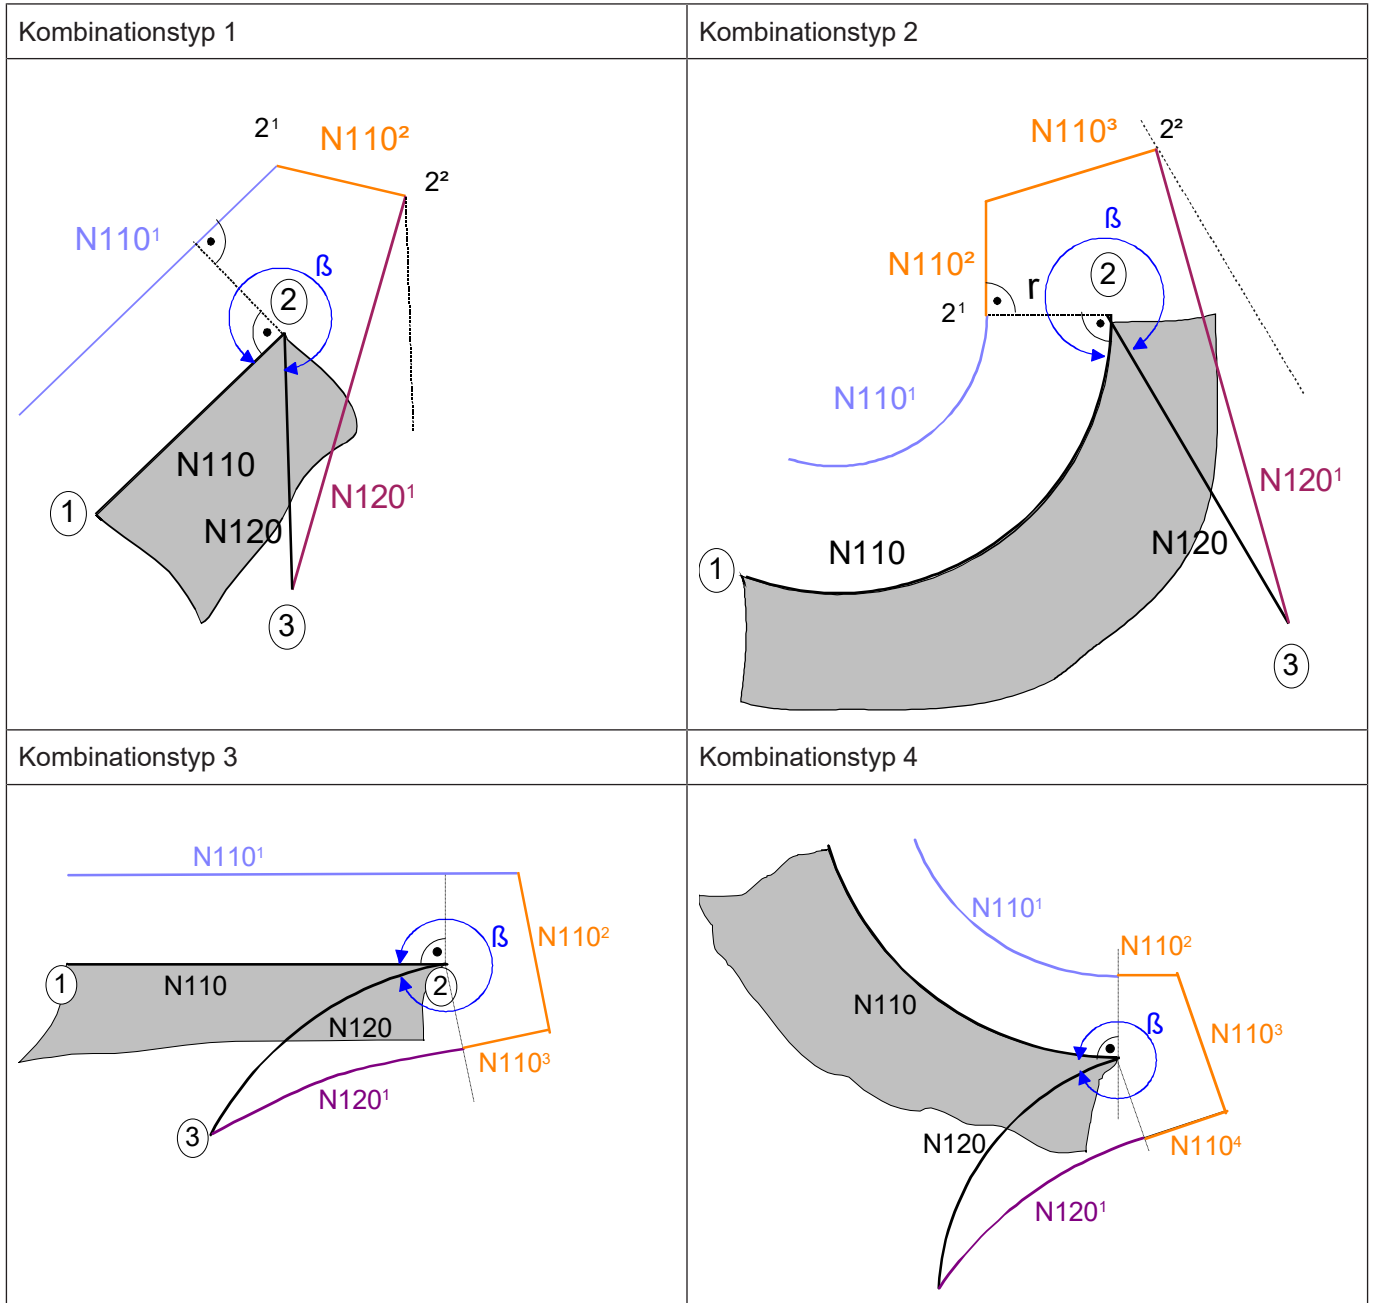 Kombinationstyp 1
2¹
N110²
2²
N110¹
ß
2
N110
1
N120¹
N120
3
Kombinationstyp 2
N110³
2²
ß
2
N110²
r
2¹
N110¹
N120¹
N110
N120
1
3
Kombinationstyp 3
N110¹
ß
N110²
1
N110
2
N120
N110³
N120¹
3
Kombinationstyp 4
N110¹
N110²
N110
ß
N110³
N120
N110⁴
N120¹